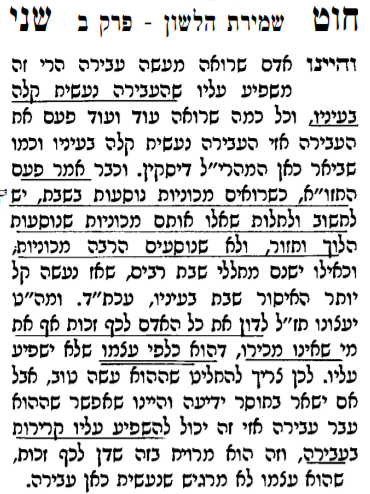 חוט שמירת הלשון - פרק ב שני
והיינו אדם שרואה מעשה עבירה הרי זה
משפיע עליו שהעבירה נעשית קלה
בעיניו, וכל כמה שרואה עוד ועוד פעם את
העבירה אזי העבירה נעשית קלה בעיניו וכמו
שביאר כאן המהרי"ל דיסקין. וכבר אמר פעם
החזו"א, כשרואים מכוניות נוסעות בשבת, יש
לחשוב ולתלות שאלו אותם מכוניות שנוסעות
הלוך וחזור, ולא שנוסעים הרבה מכוניות,
וכאילו ישנם מחללי שבת רבים, שאז נעשה קל
יותר האיסור שבת בעיניו, עכת"ד. ומה"ט
יעצונו חז"ל לדון את כל האדם לכף זכות אף את
מי שאינו מכירו, דהוא כלפי עצמו שלא ישפיע
עליו. לכן צריך להחליט שההוא עשה טוב, אבל
אם ישאר בחוסר ידיעה והיינו שאפשר שההוא
עבר עבירה אזי זה יכול להשפיע עליו קרירות
בעבירה, וזה הוא מרויח בזה שדן לכף זכות,
שהוא עצמו לא מרגיש שנעשית כאן עבירה.